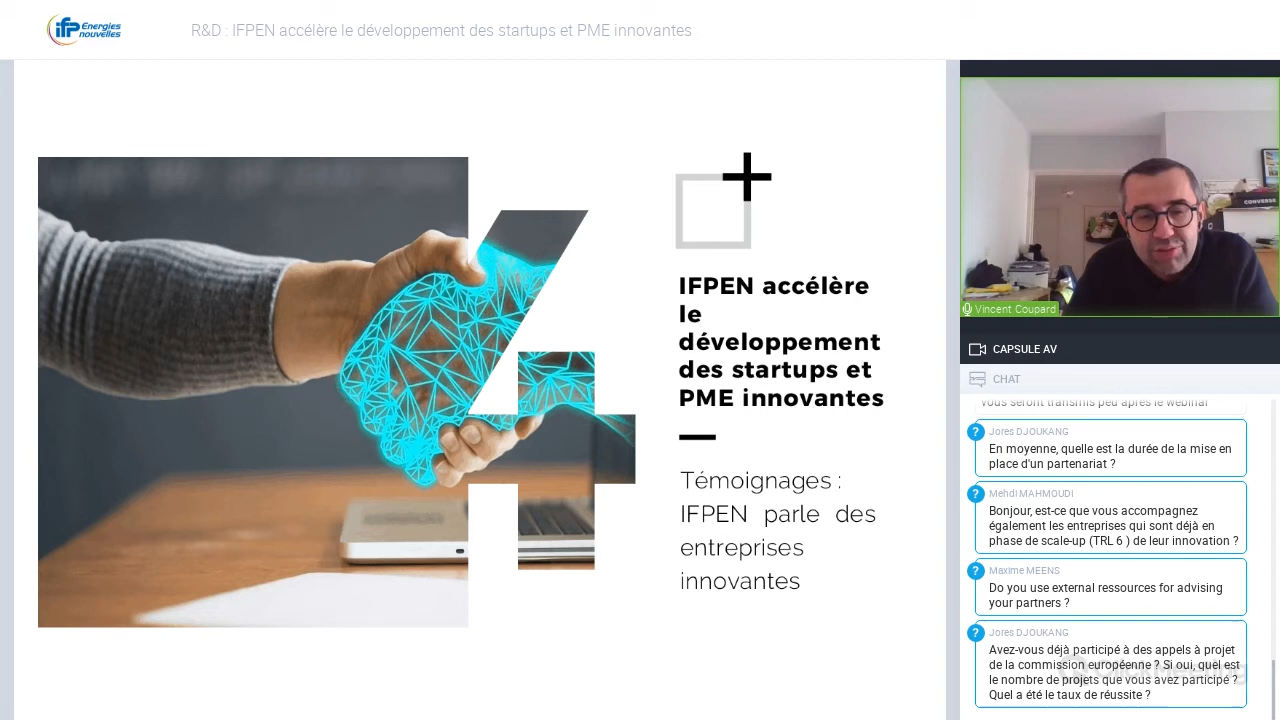 ifp Energies
nouvelles
R&D : IFPEN accélère le développement des startups et PME innovantes
IFPEN accélère
le
développement
des startups et
PME innovantes
Témoignages :
IFPEN parle des
entreprises
innovantes
CONVERSE
Vincent Coupard
CAPSULE AV
CHAT
vous seront transmis peu après le webinar
?
Jores DJOUKANG
En moyenne, quelle est la durée de la mise en
place d'un partenariat ?
?
Mehdi MAHMOUDI
Bonjour, est-ce que vous accompagnez
également les entreprises qui sont déjà en
phase de scale-up (TRL 6 ) de leur innovation ?
?
Maxime MEENS
Do you use external ressources for advising
your partners ?
?
Jores DJOUKANG
Avez-vous déjà participé à des appels à projet
de la commission européenne ? Si oui, quel est
le nombre de projets que vous avez participé ?
Quel a été le taux de réussite ?
ClickMeeting